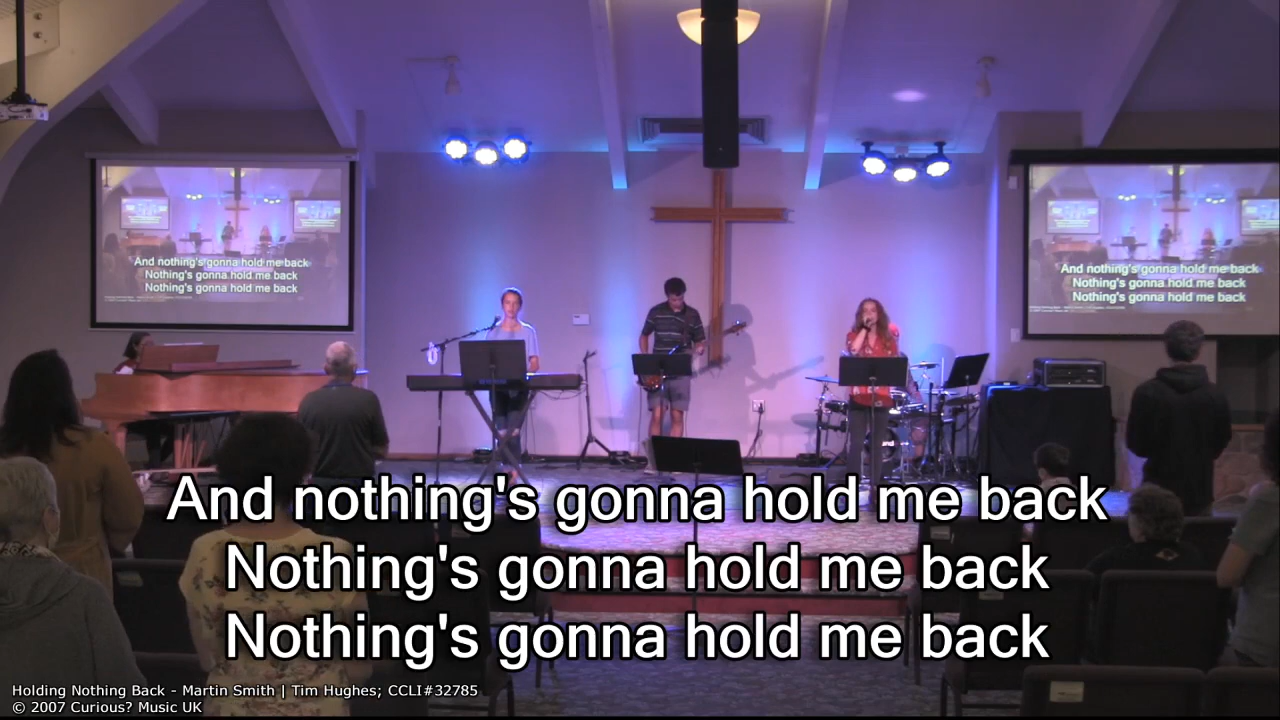 And nothing's gonna hold me back
Nothing's gonna hold me back
Nothing's gonna hold me back
And nothing's gonna hold me back
Nothing's gonna hold me back
Nothing's gonna hold me back
And nothing's gonna hold me back
Nothing's gonna hold me back
Nothing's gonna hold me back
Holding Nothing Back - Martin Smith | Tim Hughes; CCLI#32785
© 2007 Curious? Music UK